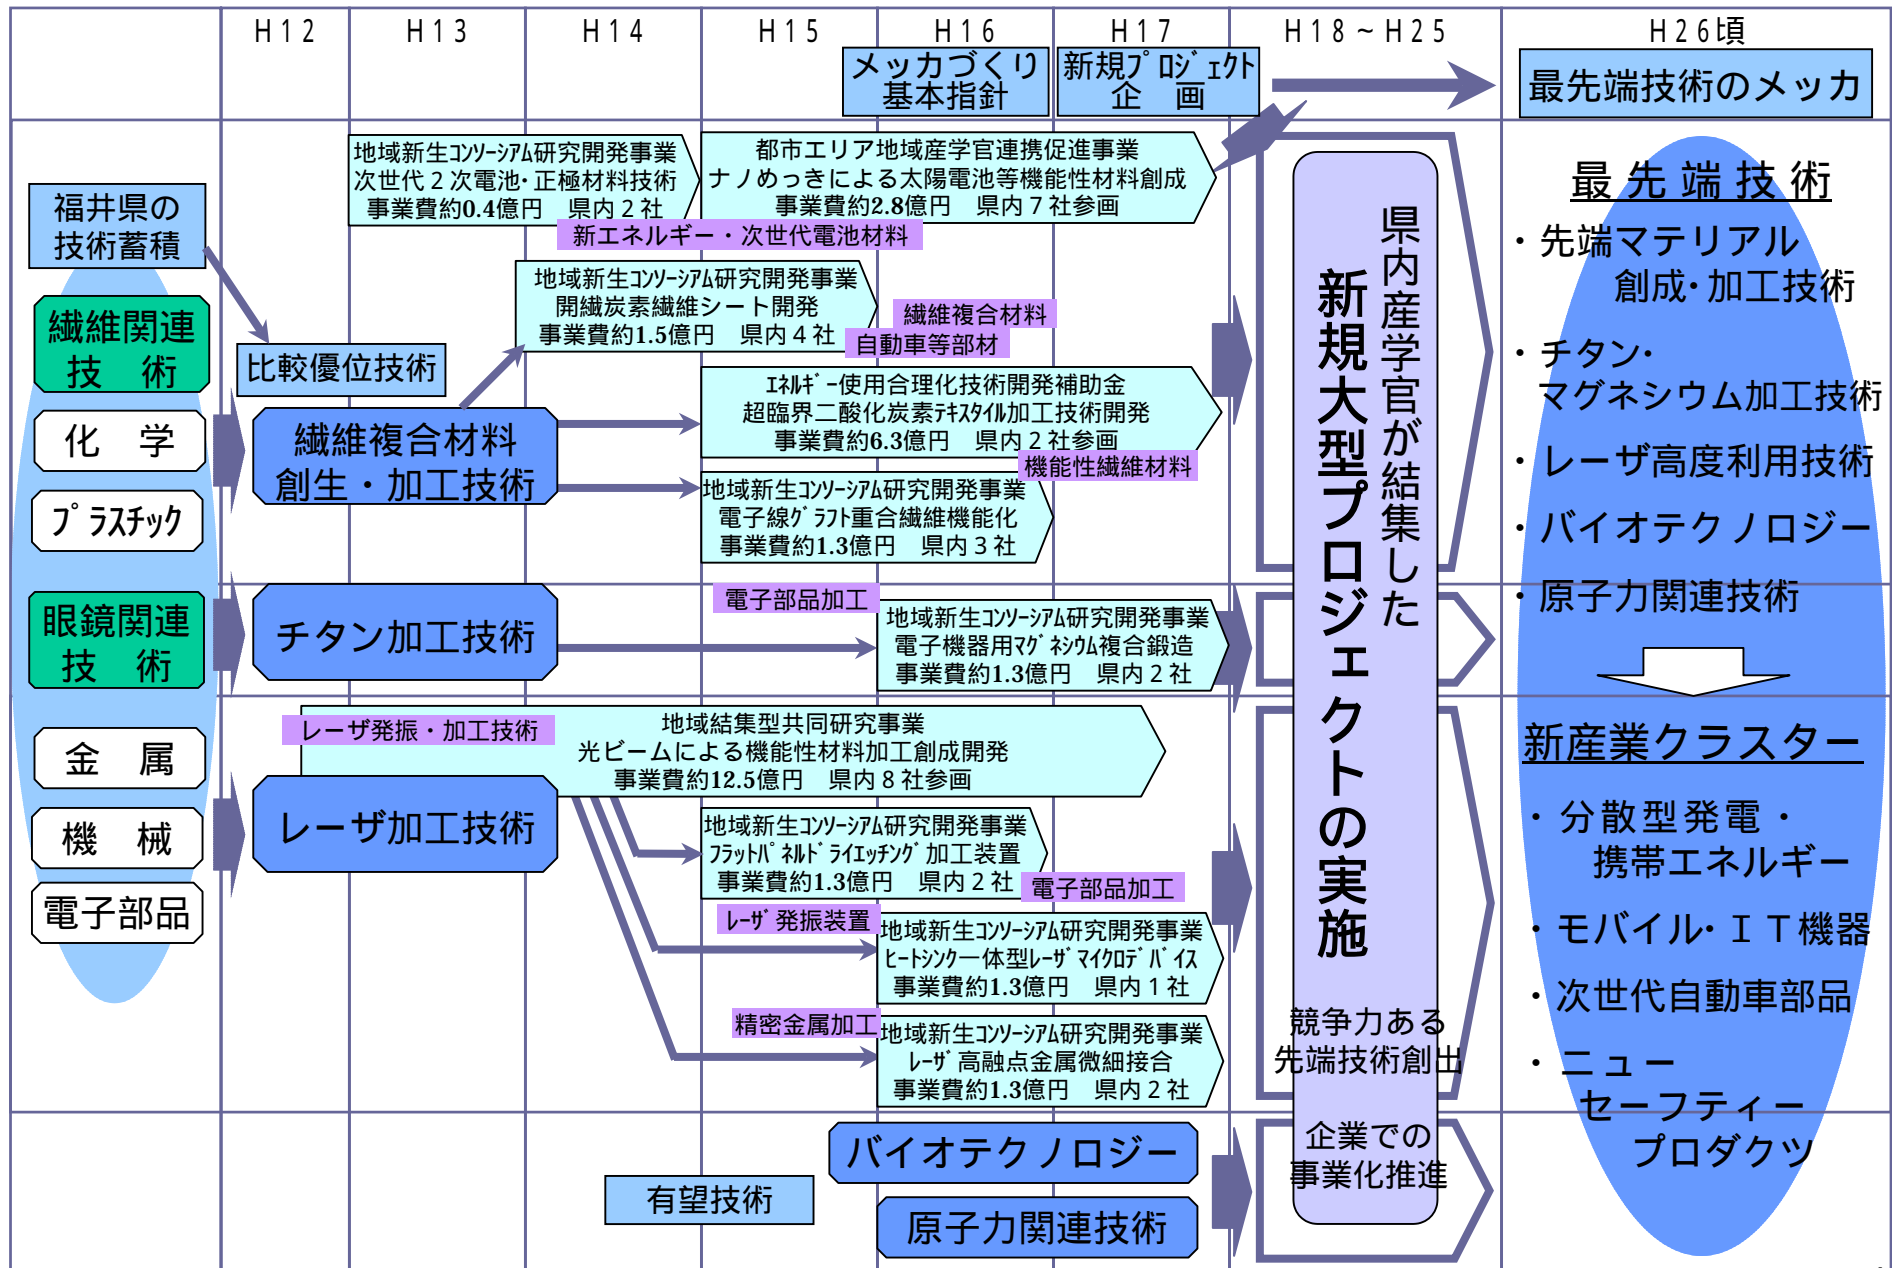 H12
H13
H14
H15
H16
H17
H18~H25
H26頃
メッカづくり
基本指針
新規プロジェクト
企　画
最先端技術のメッカ
福井県の
技術蓄積
繊維関連
技　術
化　学
プラスチック
眼鏡関連
技　術
金　属
機　械
電子部品
比較優位技術
繊維複合材料
創生・加工技術
チタン加工技術
レーザ加工技術
地域新生コンソーシアム研究開発事業
次世代２次電池・正極材料技術
事業費約0.4億円　県内２社
都市エリア地域産学官連携促進事業
ナノめっきによる太陽電池等機能性材料創成
事業費約2.8億円　県内７社参画
新エネルギー・次世代電池材料
地域新生コンソーシアム研究開発事業
開繊炭素繊維シート開発
事業費約1.5億円　県内４社
繊維複合材料
自動車等部材
エネルギー使用合理化技術開発補助金
超臨界二酸化炭素テキスタイル加工技術開発
事業費約6.3億円　県内２社参画
機能性繊維材料
地域新生コンソーシアム研究開発事業
電子線グラフト重合繊維機能化
事業費約1.3億円　県内３社
電子部品加工
地域新生コンソーシアム研究開発事業
電子機器用マグネシウム複合鍛造
事業費約1.3億円　県内２社
レーザ発振・加工技術
地域結集型共同研究事業
光ビームによる機能性材料加工創成開発
事業費約12.5億円　県内８社参画
地域新生コンソーシアム研究開発事業
フラットパネルドライエッチング加工装置
事業費約1.3億円　県内２社
電子部品加工
レーザ発振装置
地域新生コンソーシアム研究開発事業
ヒートシンク一体型レーザマイクロデバイス
事業費約1.3億円　県内１社
精密金属加工
地域新生コンソーシアム研究開発事業
レーザ高融点金属微細接合
事業費約1.3億円　県内２社
バイオテクノロジー
有望技術
原子力関連技術
県内産学官が結集した
新規大型プロジェクトの実施
競争力ある
先端技術創出
企業での
事業化推進
最先端技術
・先端マテリアル
創成・加工技術
・チタン・
マグネシウム加工技術
・レーザ高度利用技術
・バイオテクノロジー
・原子力関連技術
新産業クラスター
・分散型発電・
携帯エネルギー
・モバイル・ＩＴ機器
・次世代自動車部品
・ニュー
セーフティー
プロダクツ